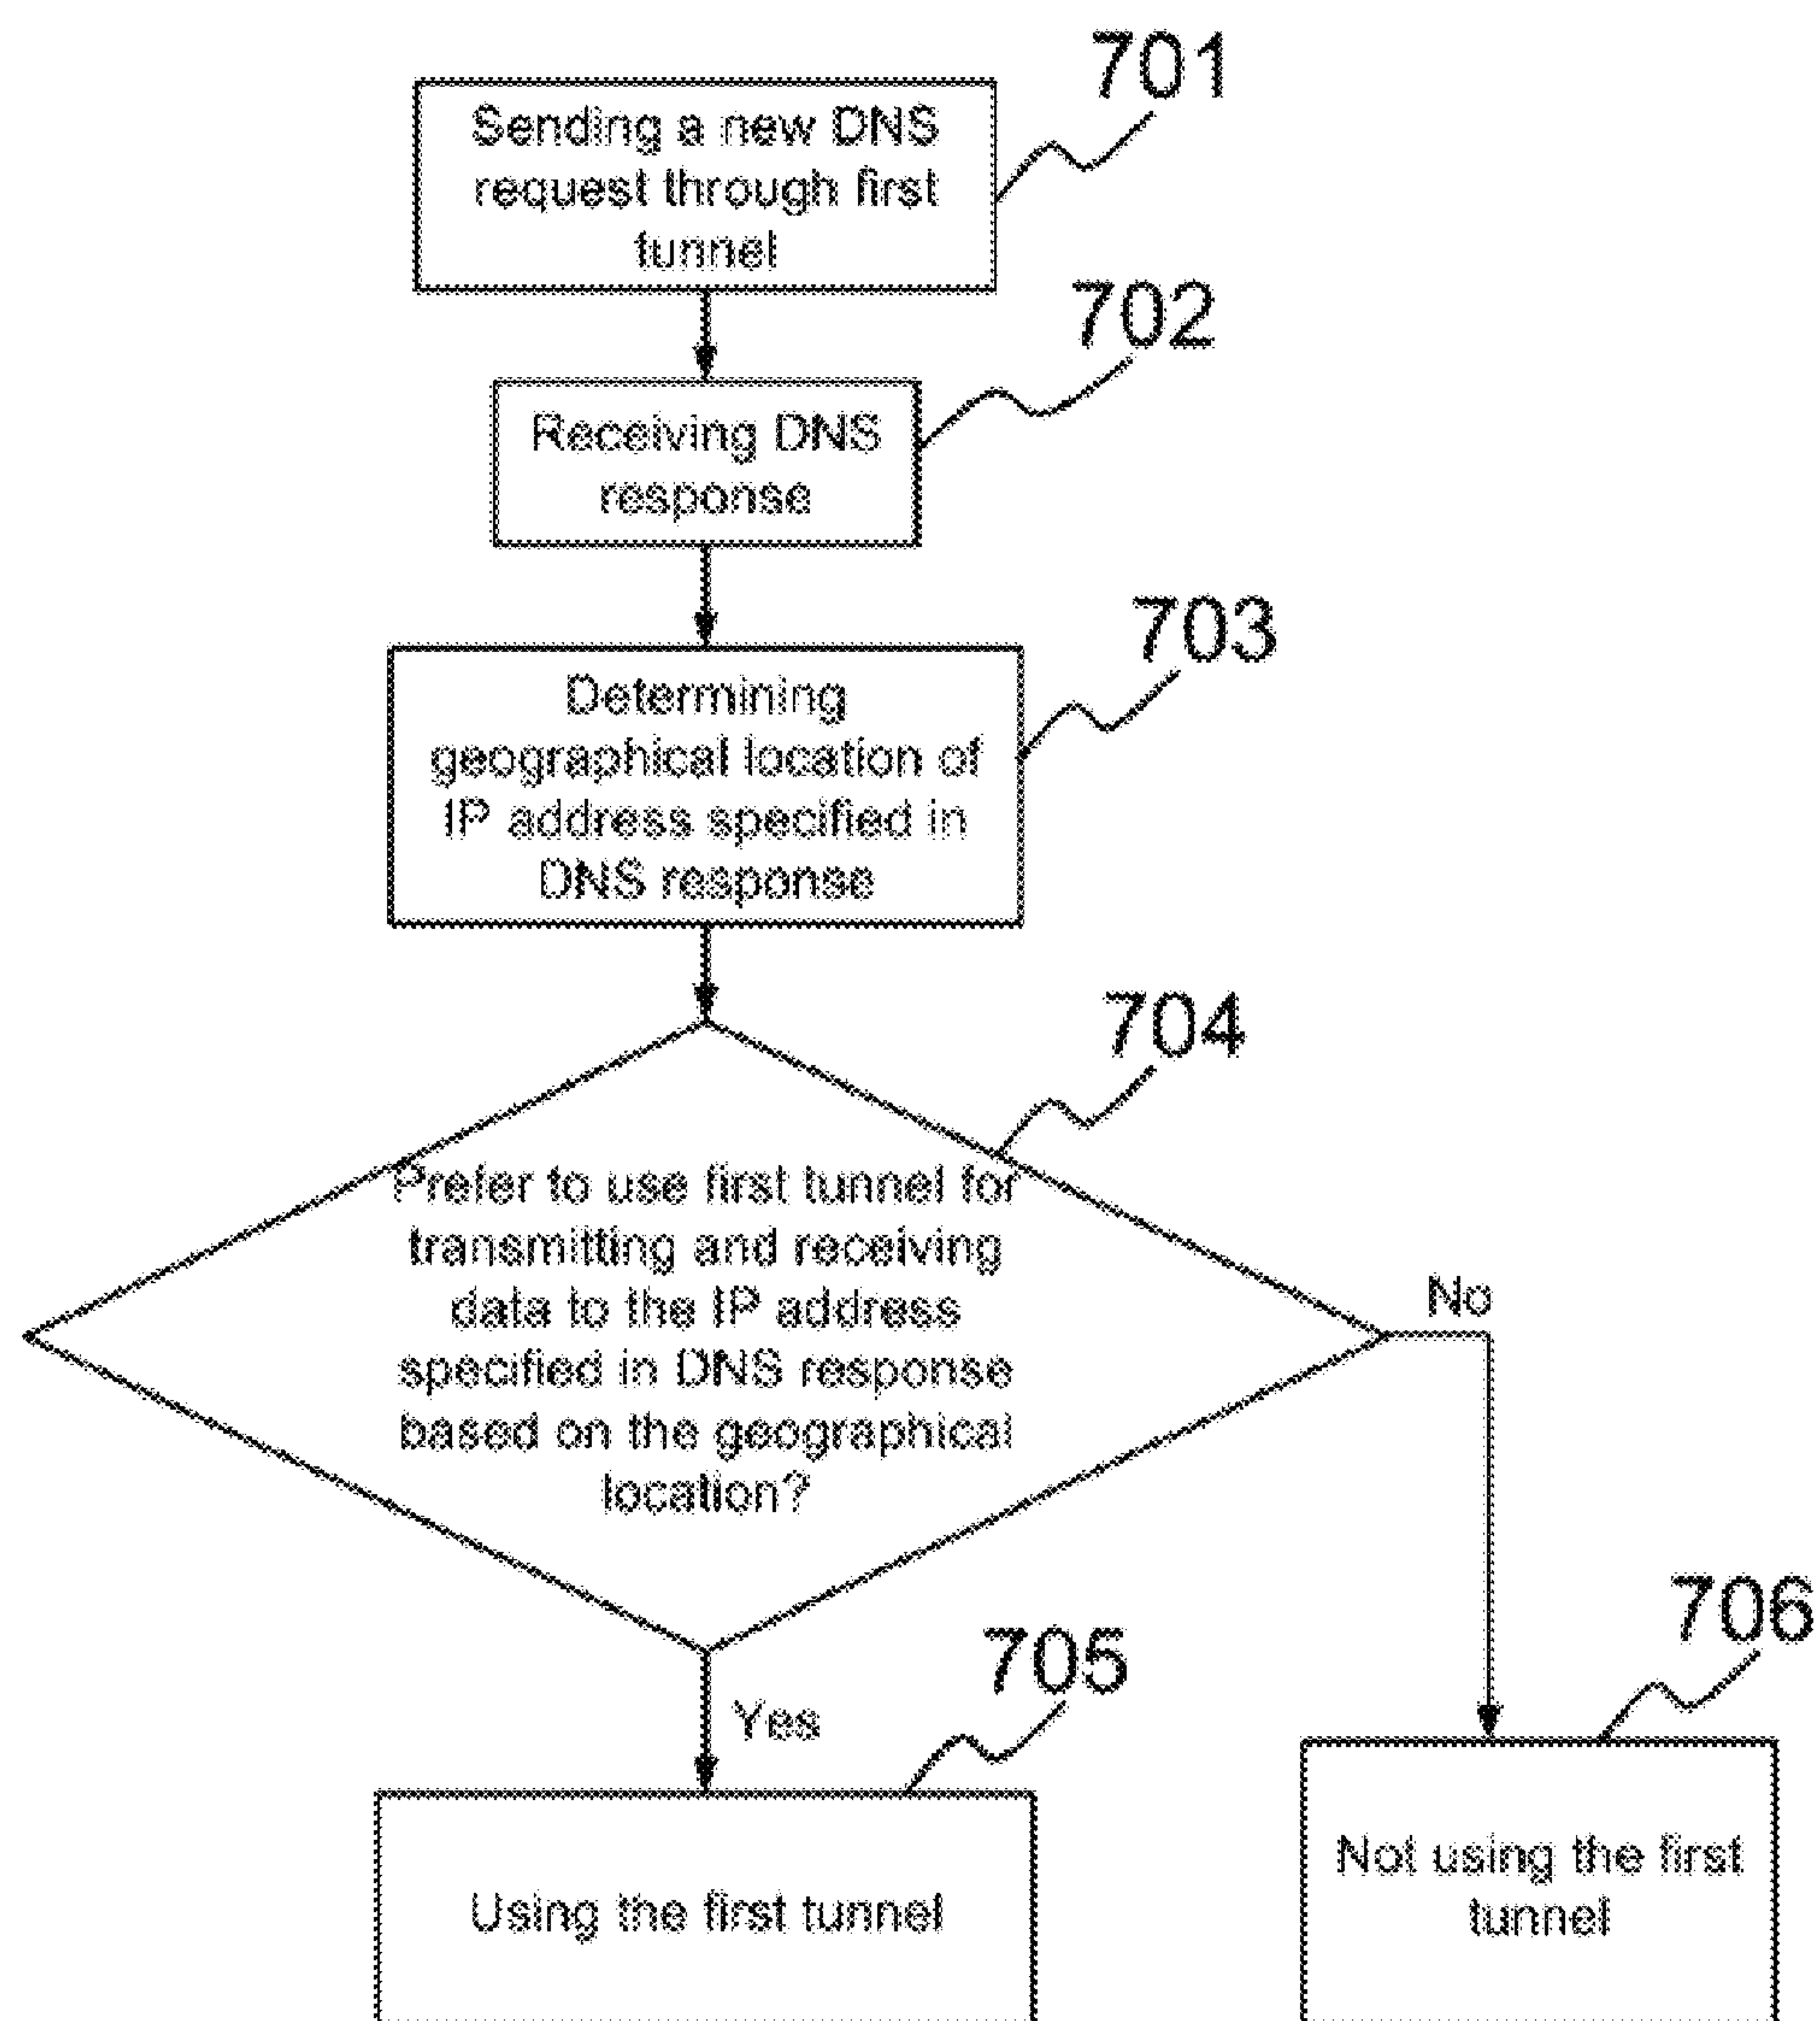 701
Sending a new DNS
request through first
tunnel
702
Receiving DNS
response
703
Determining
geographical location of
IP address specified in
DNS response
704
Prefer to use first tunnel for
transmitting and receiving
data to the IP address
specified in DNS response
based on the geographical
location?
No
Yes
705
706
Using the first tunnel
Not using the first
tunnel